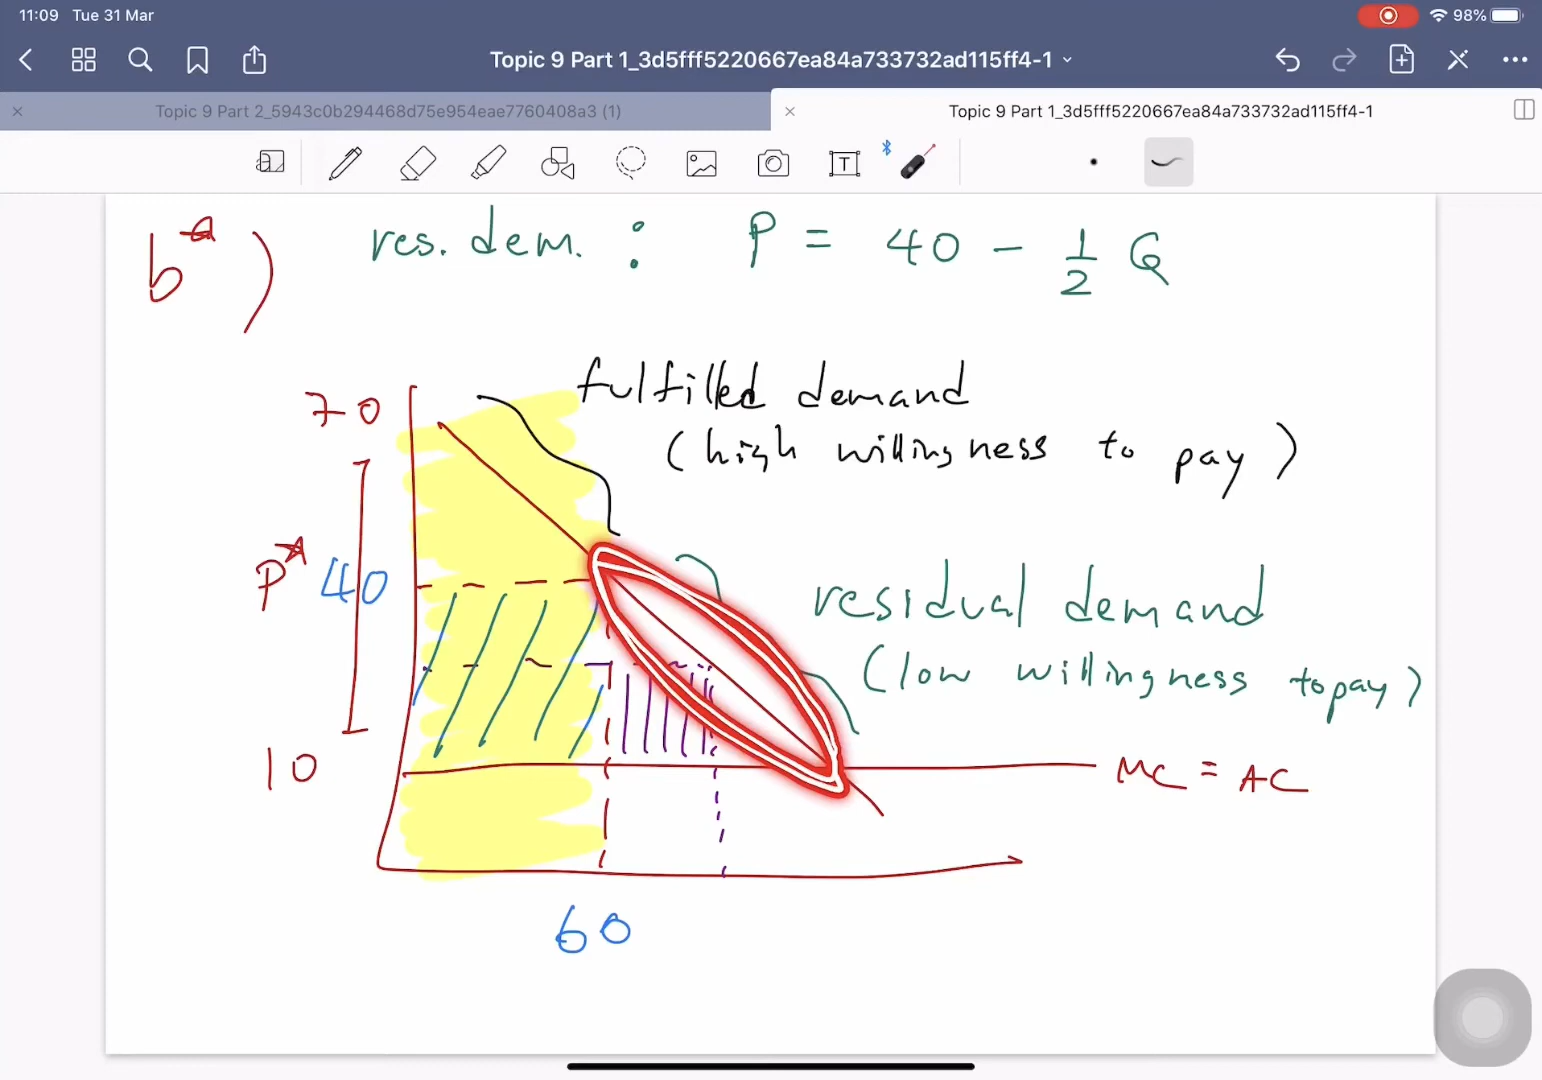 11:09 Tue 31 Mar
98%
Topic 9 Part 1_3d5fff5220667ea84a733732ad115ff4-1
Topic 9 Part 2_5943c0b294468d75e954eae7760408a3 (1)
Topic 9 Part 1_3d5fff5220667ea84a733732ad115ff4-1
T
b*) res. dem. : P = 40 - 1/2 Q
fulfilled demand
70
(high willingness to pay)
P* 40
residual demand
(low willingness to pay)
10
MC = AC
60